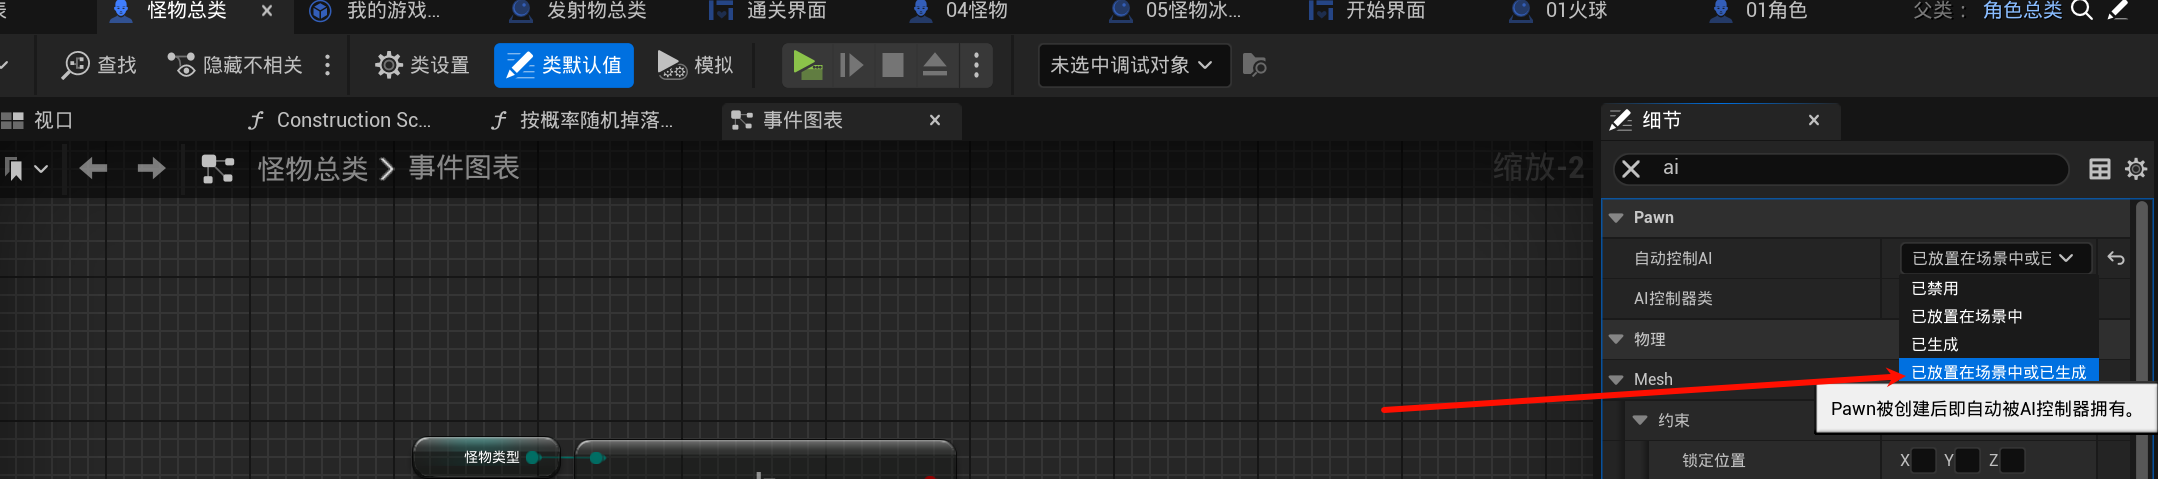 怪物总类
我的游戏...
发射物总类
通关界面
04怪物
05怪物冰...
开始界面
01火球
01角色
父类：
角色总类
查找
隐藏不相关
类设置
类默认值
模拟
未选中调试对象
视口
Construction Sc...
按概率随机掉落...
事件图表
细节
怪物总类
事件图表
缩放-2
ai
Pawn
自动控制AI
已放置在场景中或已
已禁用
AI控制器类
已放置在场景中
物理
已生成
已放置在场景中或已生成
Mesh
Pawn被创建后即自动被AI控制器拥有。
约束
怪物类型
锁定位置
X
Y
Z